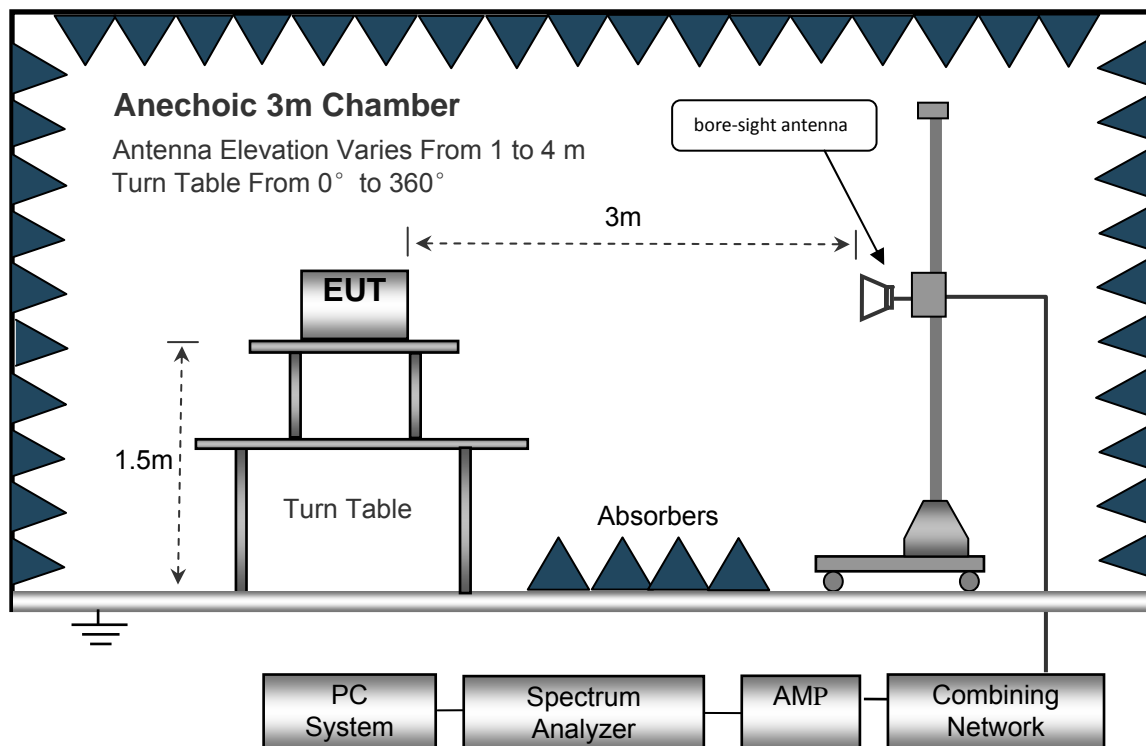 Anechoic 3m Chamber
Antenna Elevation Varies From 1 to 4 m
Turn Table From 0° to 360°
bore-sight antenna
3m
EUT
1.5m
Turn Table
Absorbers
PC
System
Spectrum
Analyzer
AMP
Combining
Network